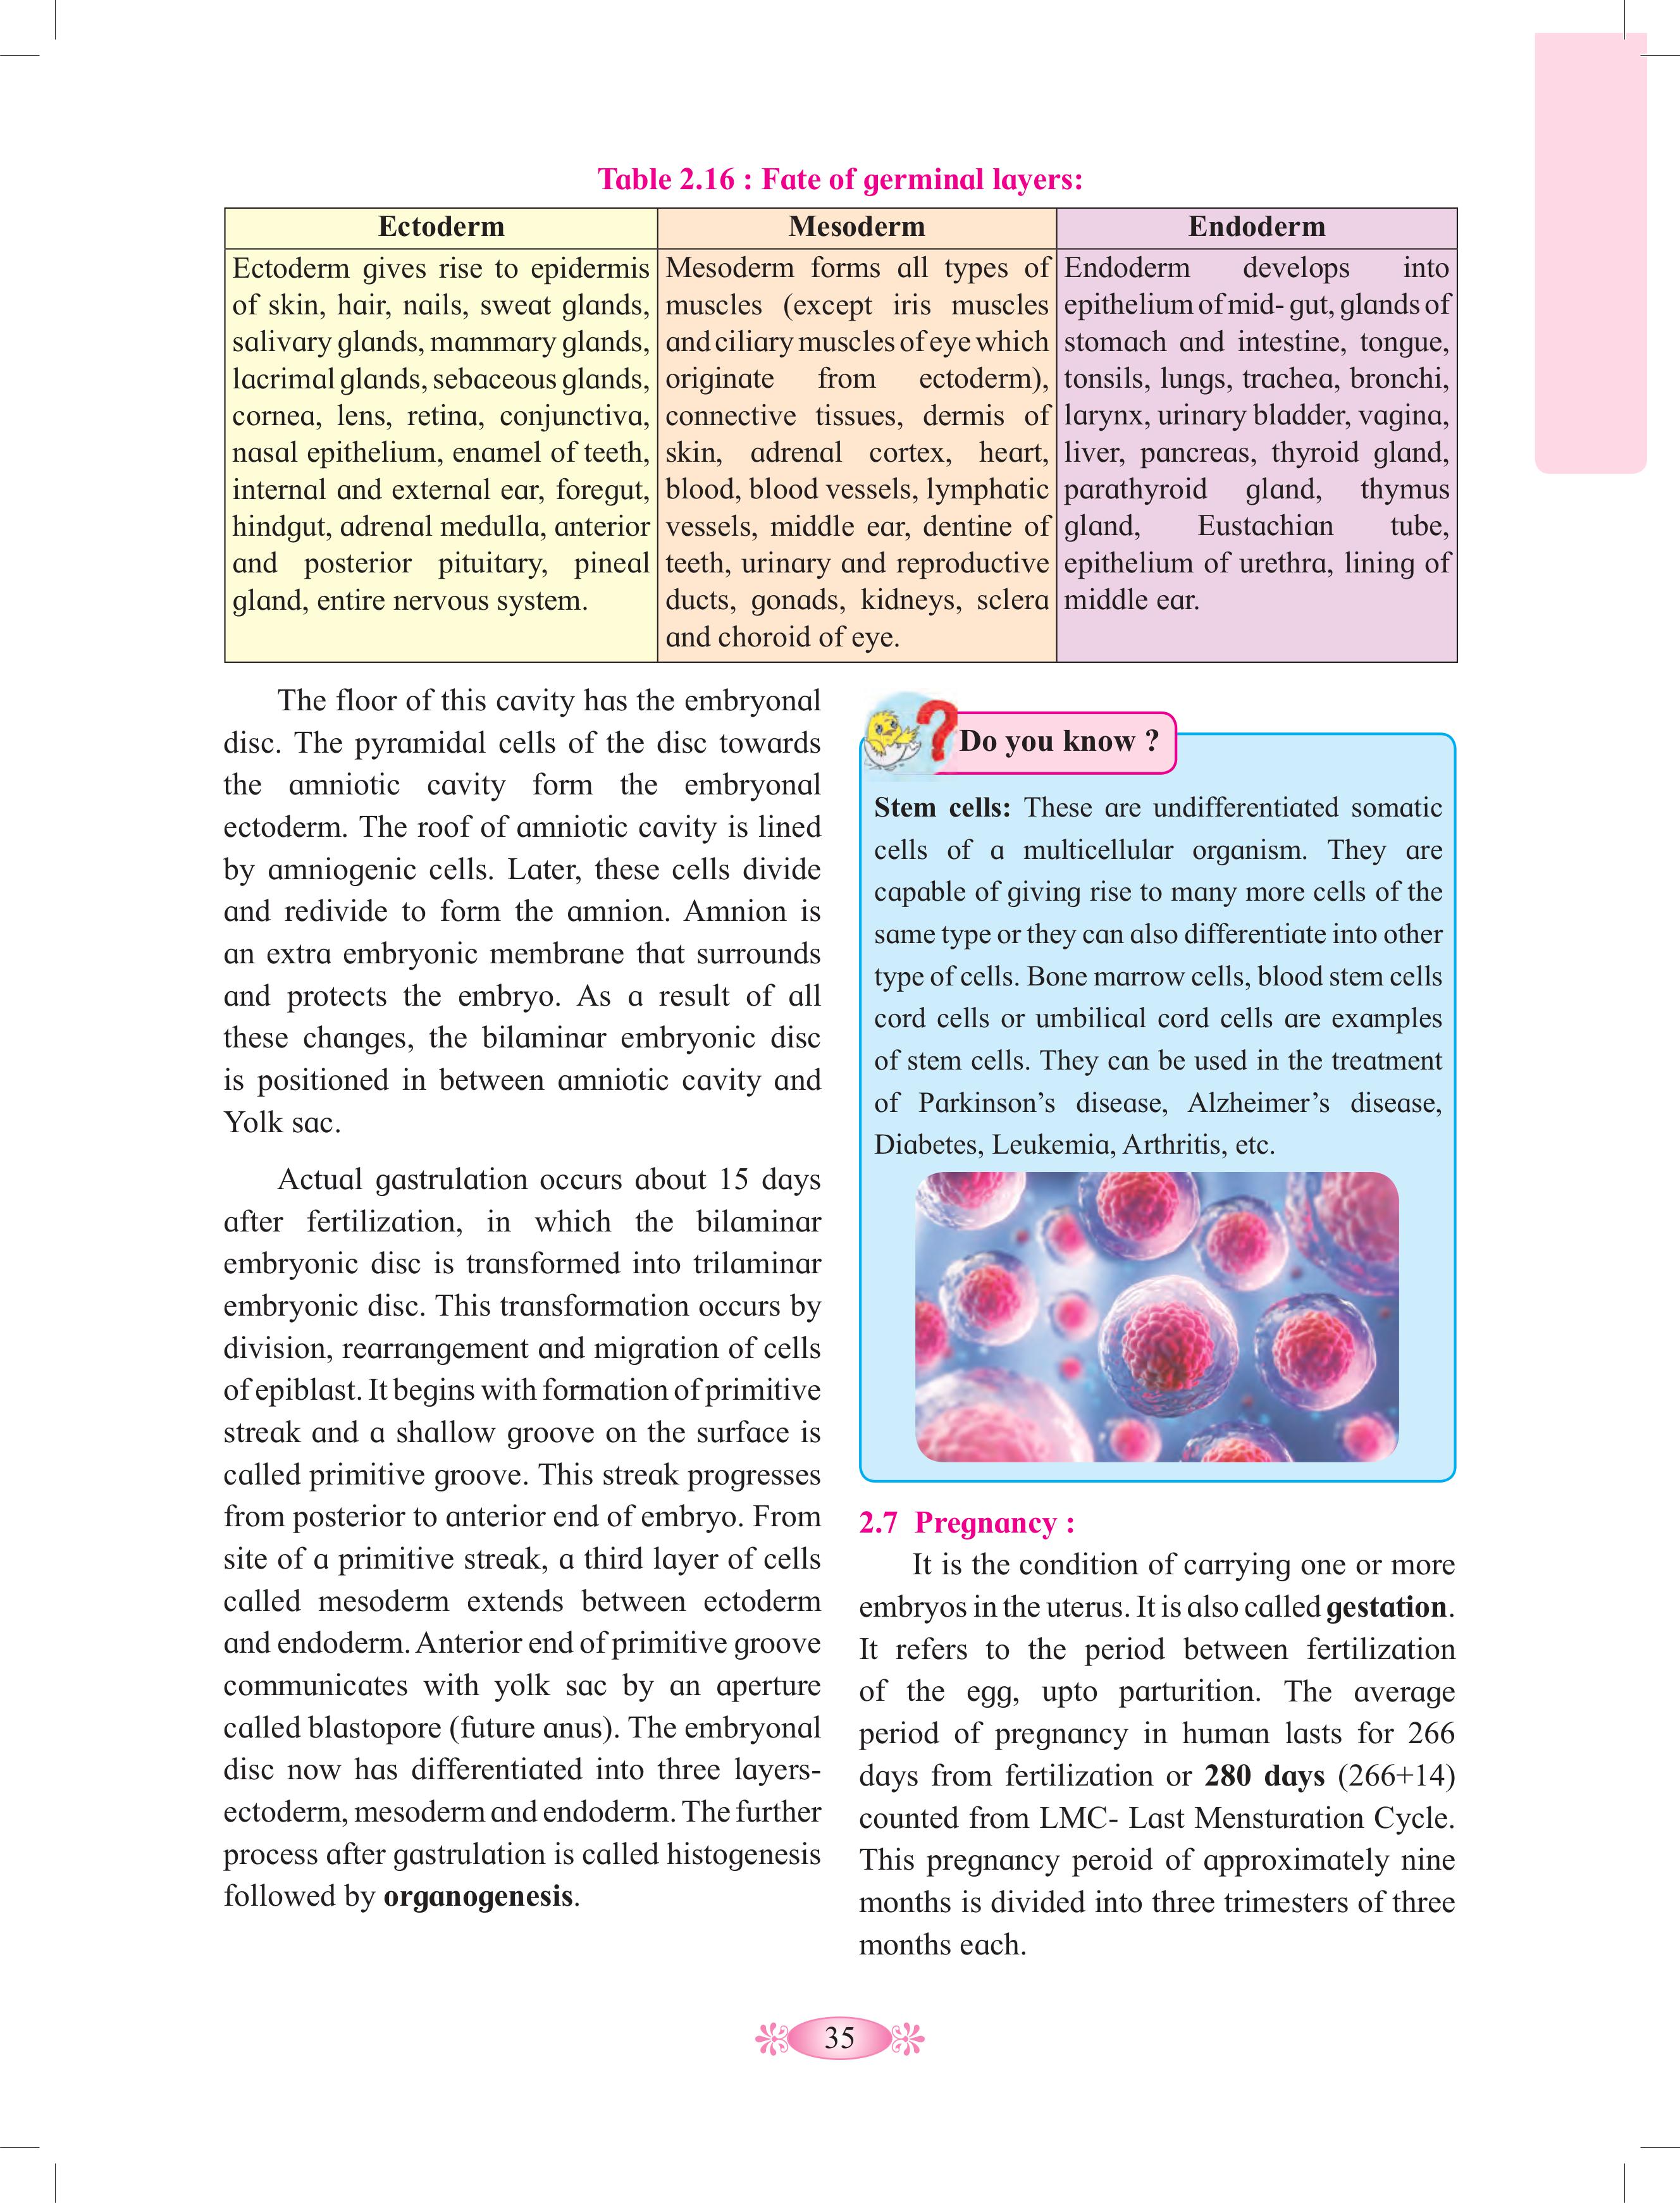 Table 2.16 : Fate of germinal layers:
Ectoderm
Ectoderm gives rise to epidermis
of skin, hair, nails, sweat glands,
salivary glands, mammary glands,
lacrimal glands, sebaceous glands,
cornea, lens, retina, conjunctiva,
nasal epithelium, enamel of teeth,
internal and external ear, foregut,
hindgut, adrenal medulla, anterior
and posterior pituitary, pineal
gland, entire nervous system.
Mesoderm
Mesoderm forms all types of
muscles (except iris muscles
and ciliary muscles of eye which
originate from ectoderm),
connective tissues, dermis of
skin, adrenal cortex, heart,
blood, blood vessels, lymphatic
vessels, middle ear, dentine of
teeth, urinary and reproductive
ducts, gonads, kidneys, sclera
and choroid of eye.
Endoderm
Endoderm develops into
epithelium of mid- gut, glands of
stomach and intestine, tongue,
tonsils, lungs, trachea, bronchi,
larynx, urinary bladder, vagina,
liver, pancreas, thyroid gland,
parathyroid gland, thymus
gland, Eustachian tube,
epithelium of urethra, lining of
middle ear.
The floor of this cavity has the embryonal
disc. The pyramidal cells of the disc towards
the amniotic cavity form the embryonal
ectoderm. The roof of amniotic cavity is lined
by amniogenic cells. Later, these cells divide
and redivide to form the amnion. Amnion is
an extra embryonic membrane that surrounds
and protects the embryo. As a result of all
these changes, the bilaminar embryonic disc
is positioned in between amniotic cavity and
Yolk sac.
Actual gastrulation occurs about 15 days
after fertilization, in which the bilaminar
embryonic disc is transformed into trilaminar
embryonic disc. This transformation occurs by
division, rearrangement and migration of cells
of epiblast. It begins with formation of primitive
streak and a shallow groove on the surface is
called primitive groove. This streak progresses
from posterior to anterior end of embryo. From
site of a primitive streak, a third layer of cells
called mesoderm extends between ectoderm
and endoderm. Anterior end of primitive groove
communicates with yolk sac by an aperture
called blastopore (future anus). The embryonal
disc now has differentiated into three layers-
ectoderm, mesoderm and endoderm. The further
process after gastrulation is called histogenesis
followed by organogenesis.
Do you know ?
Stem cells: These are undifferentiated somatic
cells of a multicellular organism. They are
capable of giving rise to many more cells of the
same type or they can also differentiate into other
type of cells. Bone marrow cells, blood stem cells
cord cells or umbilical cord cells are examples
of stem cells. They can be used in the treatment
of Parkinson’s disease, Alzheimer’s disease,
Diabetes, Leukemia, Arthritis, etc.
2.7 Pregnancy :
It is the condition of carrying one or more
embryos in the uterus. It is also called gestation.
It refers to the period between fertilization
of the egg, upto parturition. The average
period of pregnancy in human lasts for 266
days from fertilization or 280 days (266+14)
counted from LMC- Last Mensturation Cycle.
This pregnancy peroid of approximately nine
months is divided into three trimesters of three
months each.
35